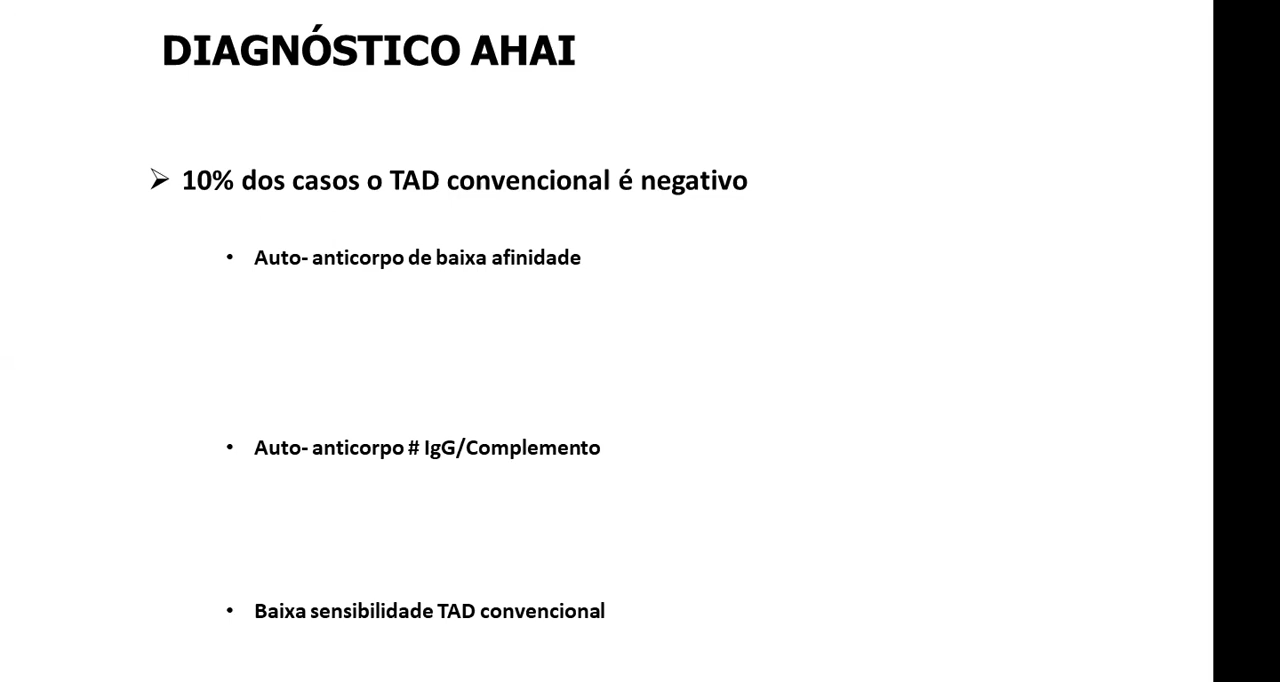 DIAGNÓSTICO AHAI
➢ 10% dos casos o TAD convencional é negativo
• Auto- anticorpo de baixa afinidade
• Auto- anticorpo # IgG/Complemento
• Baixa sensibilidade TAD convencional